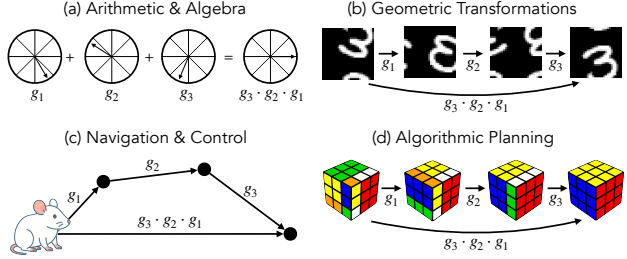 (a) Arithmetic & Algebra
+ + =
g₁ g₂ g₃ g₃ · g₂ · g₁
(b) Geometric Transformations
g₁ g₂ g₃
g₃ · g₂ · g₁
(c) Navigation & Control
g₁ g₂ g₃
g₃ · g₂ · g₁
(d) Algorithmic Planning
g₁ g₂ g₃
g₃ · g₂ · g₁